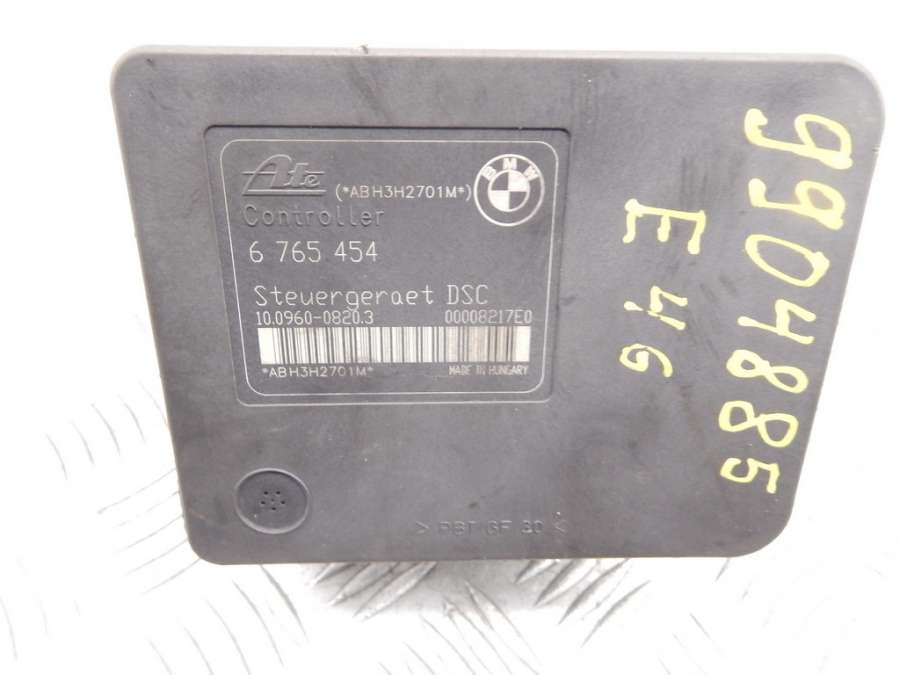 Ate (*ABH3H2701M*) BMW
Controller
6 765 454
Steuergeraet DSC
10.0960-0820.3 00008217E0
*ABH3H2701M* MADE IN HUNGARY
> PBT GF 30 <
E46
9904885